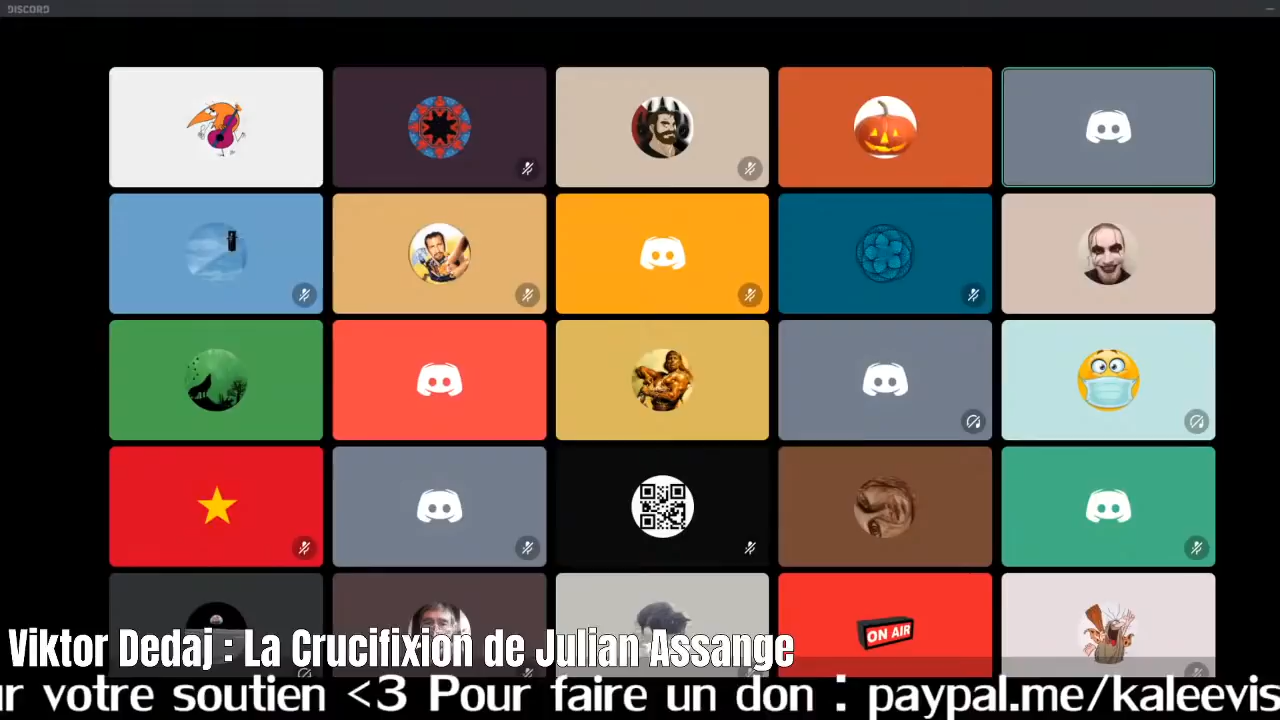 DISCORD
ON AIR
Viktor Dedaj : La Crucifixion de Julian Assange
r votre soutien <3 Pour faire un don : paypal.me/kaleevis